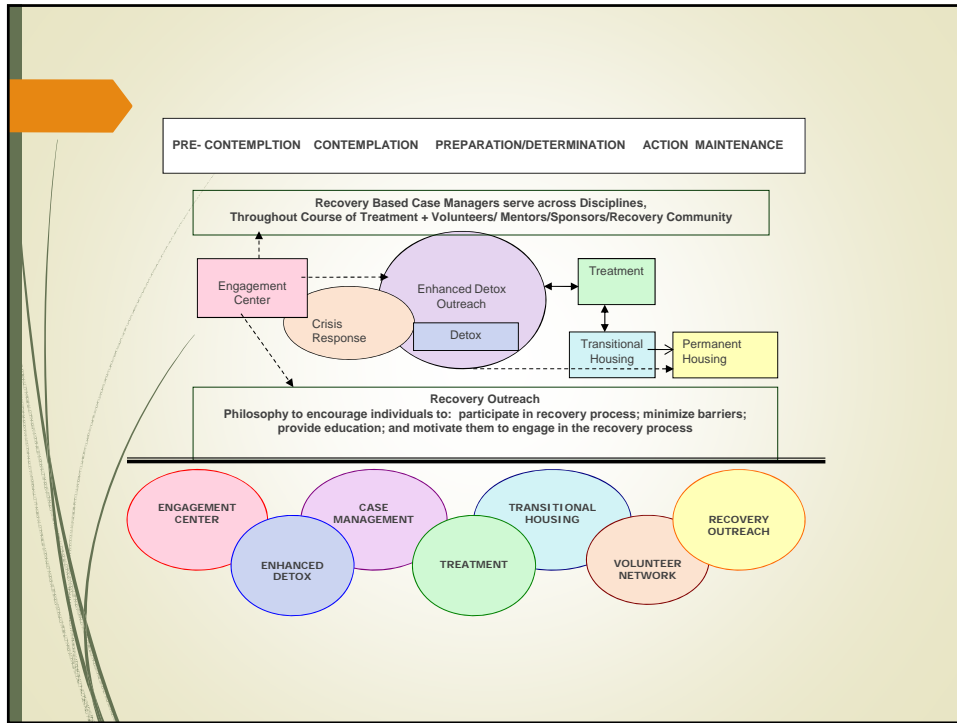 PRE- CONTEMPLTION CONTEMPLATION PREPARATION/DETERMINATION ACTION MAINTENANCE
Recovery Based Case Managers serve across Disciplines,
Throughout Course of Treatment + Volunteers/ Mentors/Sponsors/Recovery Community
Engagement
Center
Crisis
Response
Enhanced Detox
Outreach
Detox
Treatment
Transitional
Housing
Permanent
Housing
Recovery Outreach
Philosophy to encourage individuals to: participate in recovery process; minimize barriers;
provide education; and motivate them to engage in the recovery process
ENGAGEMENT
CENTER
ENHANCED
DETOX
CASE
MANAGEMENT
TREATMENT
TRANSITIONAL
HOUSING
VOLUNTEER
NETWORK
RECOVERY
OUTREACH